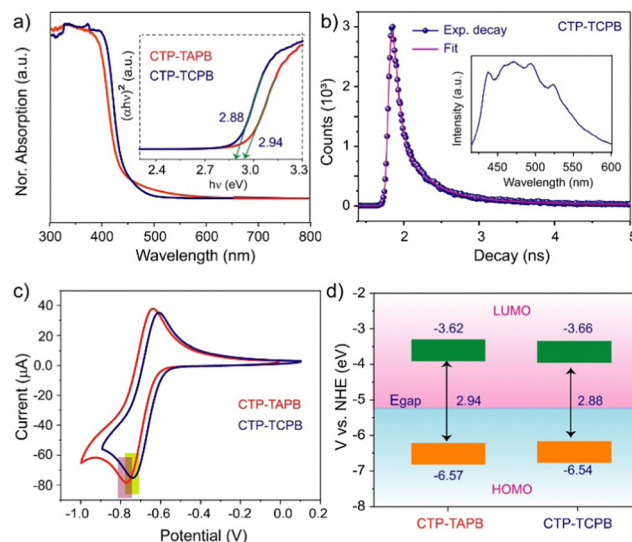 a)
Nor. Absorption (a.u.)
(αhν)² (a.u.)
CTP-TAPB
CTP-TCPB
2.88
2.94
2.4 2.7 3.0 3.3
hν (eV)
300 400 500 600 700 800
Wavelength (nm)
b)
CTP-TCPB
Exp. decay
Fit
Counts (10³)
3
2
1
0
Intensity (a.u.)
500 550 600
Wavelength (nm)
2 3 4 5
Decay (ns)
c)
Current (μA)
40
20
0
-20
-40
-60
-80
CTP-TAPB
CTP-TCPB
-1.0 -0.8 -0.6 -0.4 -0.2 0.0 0.2
Potential (V)
d)
V vs. NHE (eV)
-2
-3
-4
-5
-6
-7
-8
LUMO
-3.62 -3.66
Egap 2.94 2.88
-6.57 -6.54
HOMO
CTP-TAPB CTP-TCPB